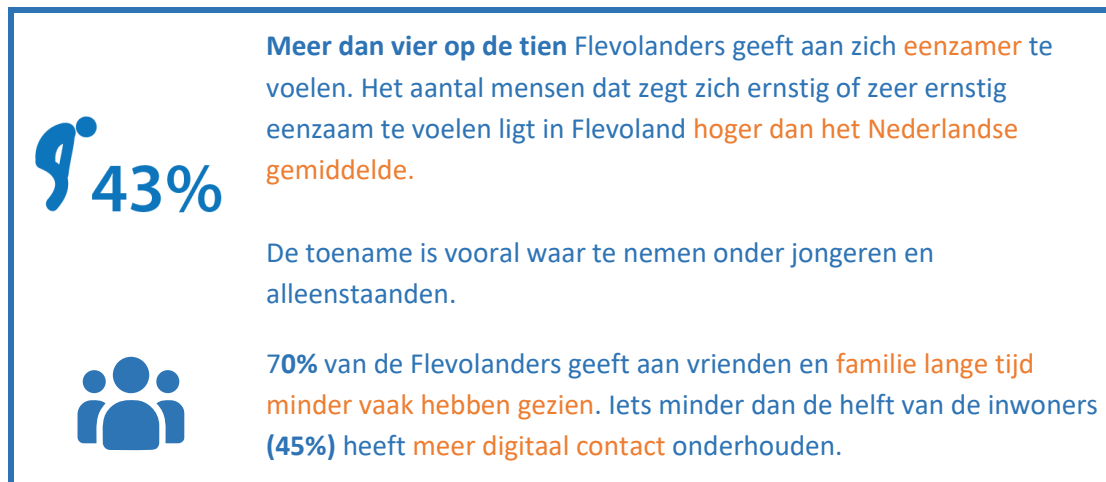 Meer dan vier op de tien Flevolanders geeft aan zich eenzamer te
voelen. Het aantal mensen dat zegt zich ernstig of zeer ernstig
eenzaam te voelen ligt in Flevoland hoger dan het Nederlandse
gemiddelde.
43%
De toename is vooral waar te nemen onder jongeren en
alleenstaanden.
70% van de Flevolanders geeft aan vrienden en familie lange tijd
minder vaak hebben gezien. Iets minder dan de helft van de inwoners
(45%) heeft meer digitaal contact onderhouden.